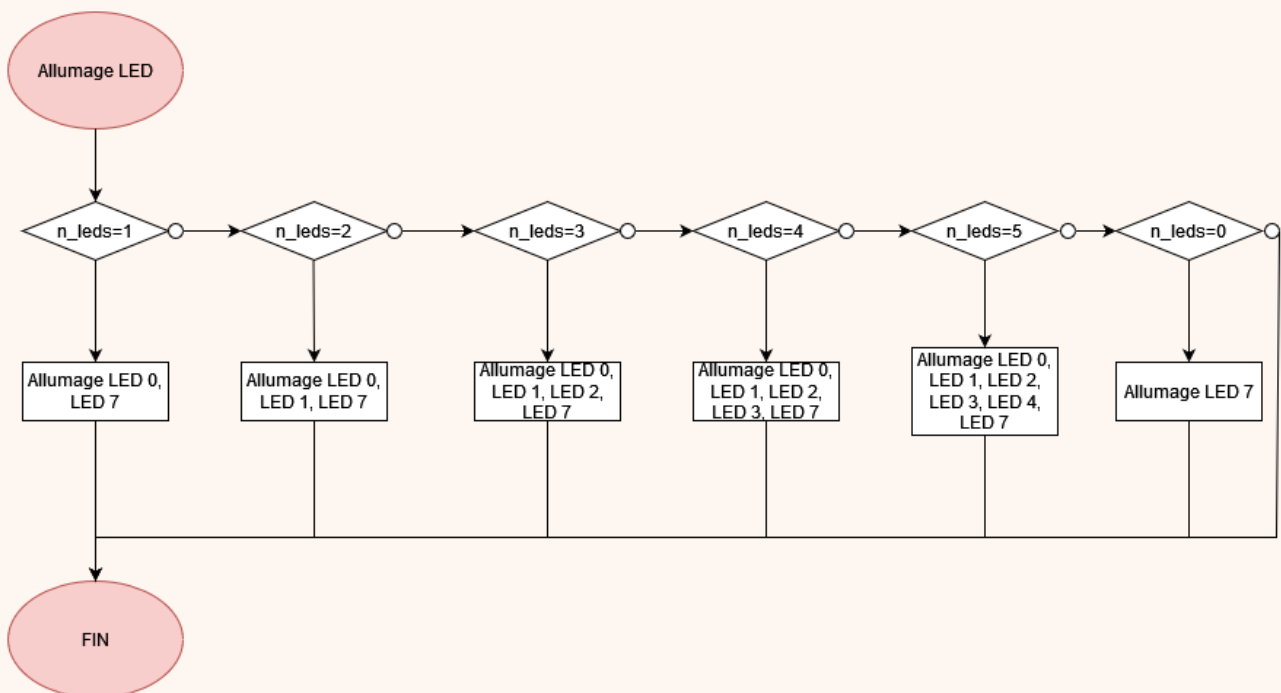 Allumage LED
n_leds=1
n_leds=2
n_leds=3
n_leds=4
n_leds=5
n_leds=0
Allumage LED 0,
LED 7
Allumage LED 0,
LED 1, LED 7
Allumage LED 0,
LED 1, LED 2,
LED 7
Allumage LED 0,
LED 1, LED 2,
LED 3, LED 7
Allumage LED 0,
LED 1, LED 2,
LED 3, LED 4,
LED 7
Allumage LED 7
FIN